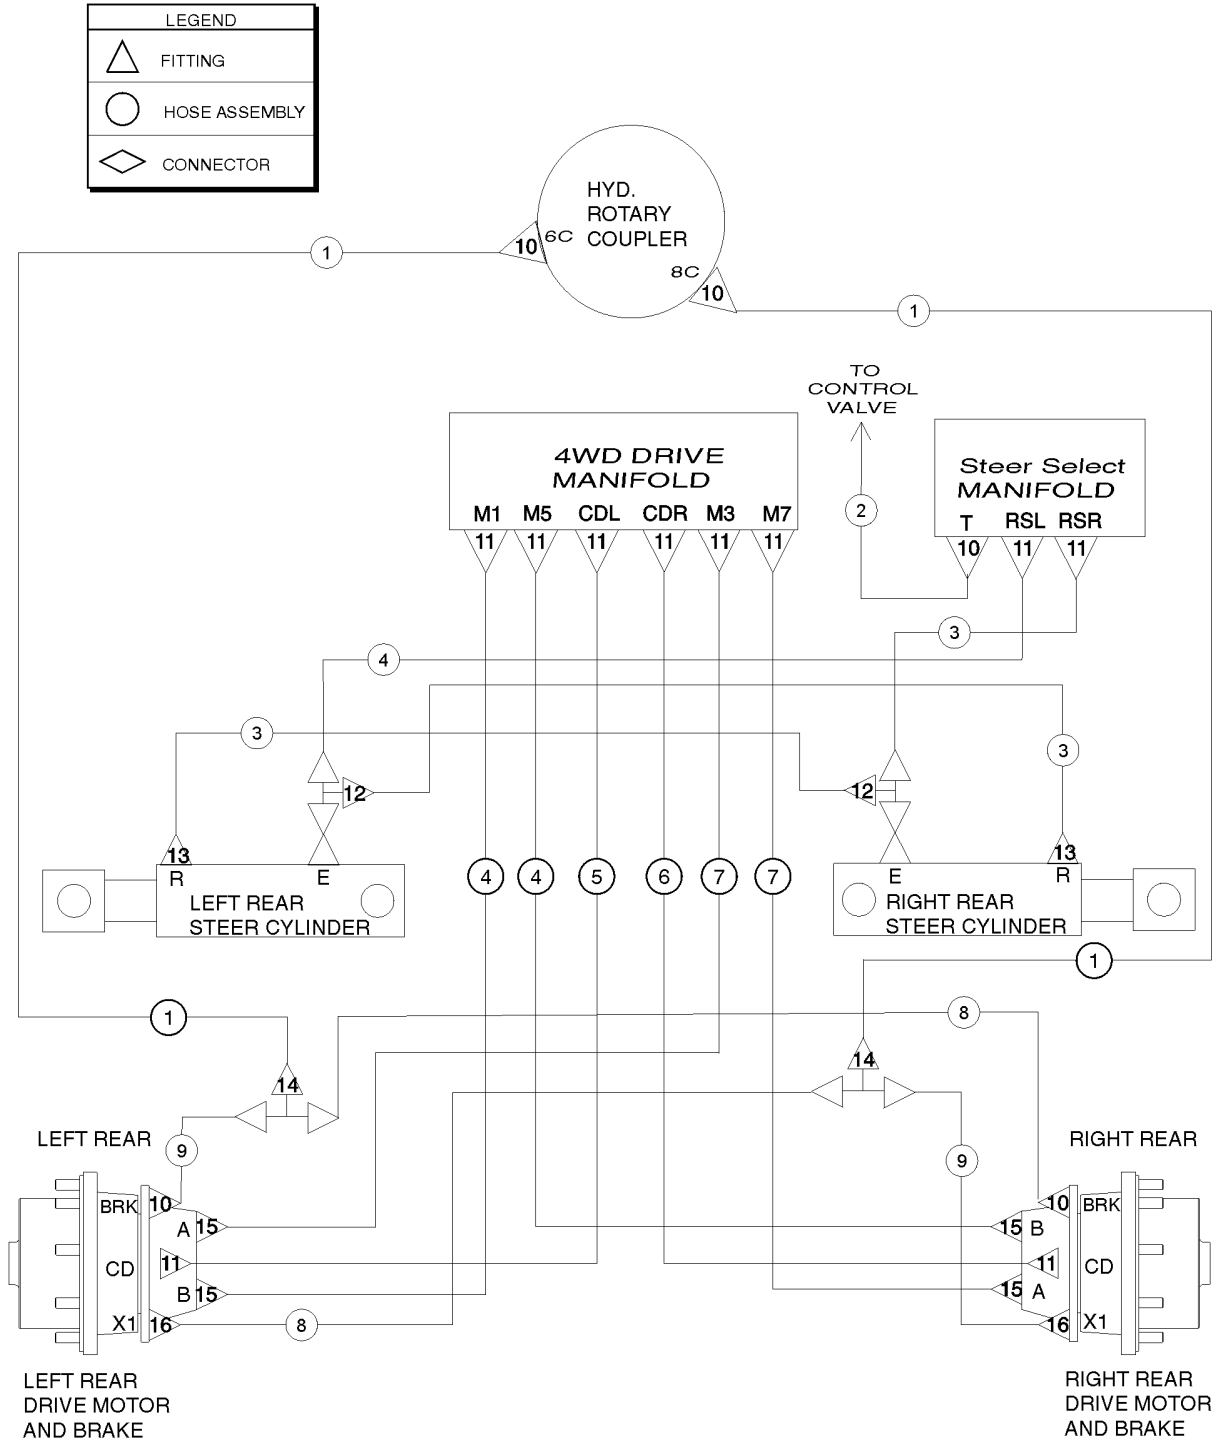 LEGEND
FITTING
HOSE ASSEMBLY
CONNECTOR
HYD.
ROTARY
COUPLER
6C
10
1
8C
10
1
TO
CONTROL
VALVE
2
4WD DRIVE
MANIFOLD
M1 M5 CDL CDR M3 M7
11 11 11 11 11 11
Steer Select
MANIFOLD
T RSL RSR
10 11 11
3
4
3
3
12
12
13
13
R E
LEFT REAR
STEER CYLINDER
4 4 5 6 7 7
E R
RIGHT REAR
STEER CYLINDER
1
1
8
14
14
LEFT REAR
9
RIGHT REAR
9
BRK 10
A 15
CD 11
B 15
X1 16
8
10 BRK
15 B
11 CD
15 A
16 X1
LEFT REAR
DRIVE MOTOR
AND BRAKE
RIGHT REAR
DRIVE MOTOR
AND BRAKE